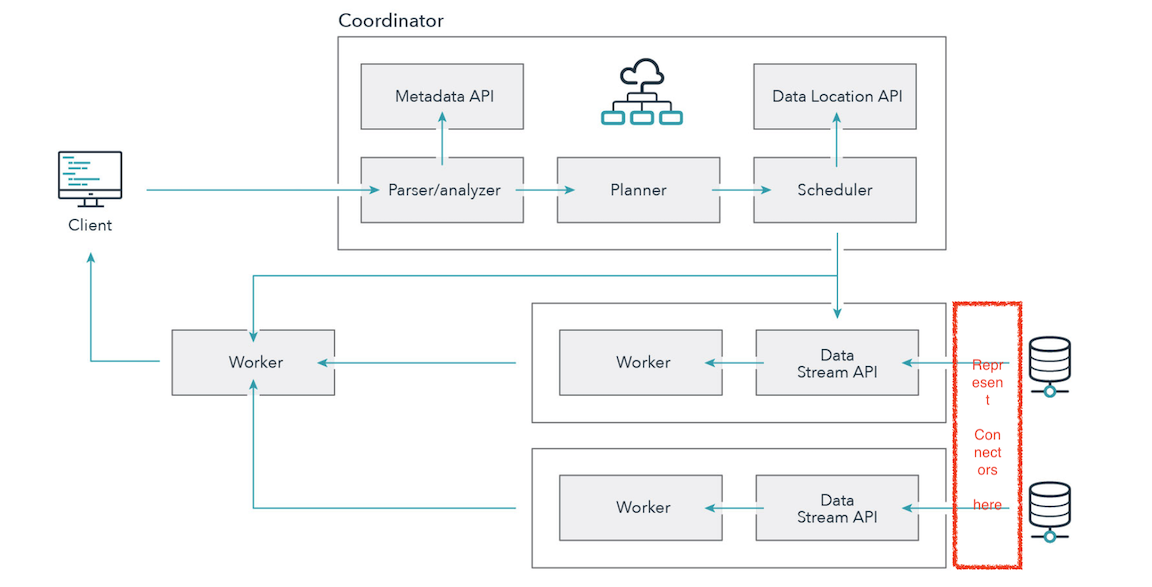 Coordinator
Metadata API
Data Location API
Parser/analyzer
Planner
Scheduler
Client
Worker
Worker
Data
Stream API
Repr
esen
t
Con
nect
ors
here
Worker
Data
Stream API